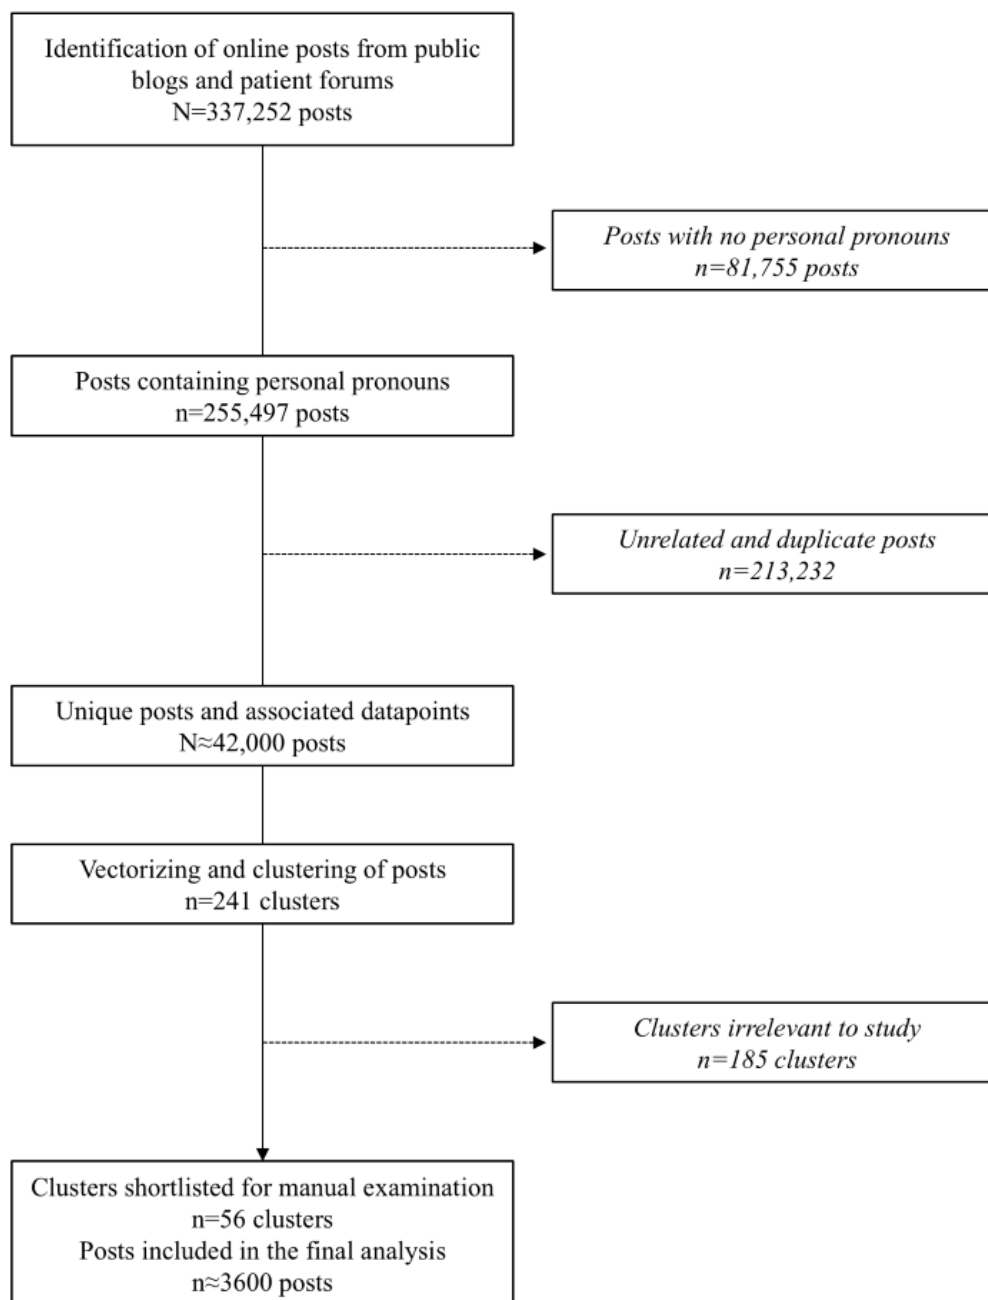 Identification of online posts from public
blogs and patient forums
N=337,252 posts
Posts with no personal pronouns
n=81,755 posts
Posts containing personal pronouns
n=255,497 posts
Unrelated and duplicate posts
n=213,232
Unique posts and associated datapoints
N≈42,000 posts
Vectorizing and clustering of posts
n=241 clusters
Clusters irrelevant to study
n=185 clusters
Clusters shortlisted for manual examination
n=56 clusters
Posts included in the final analysis
n≈3600 posts